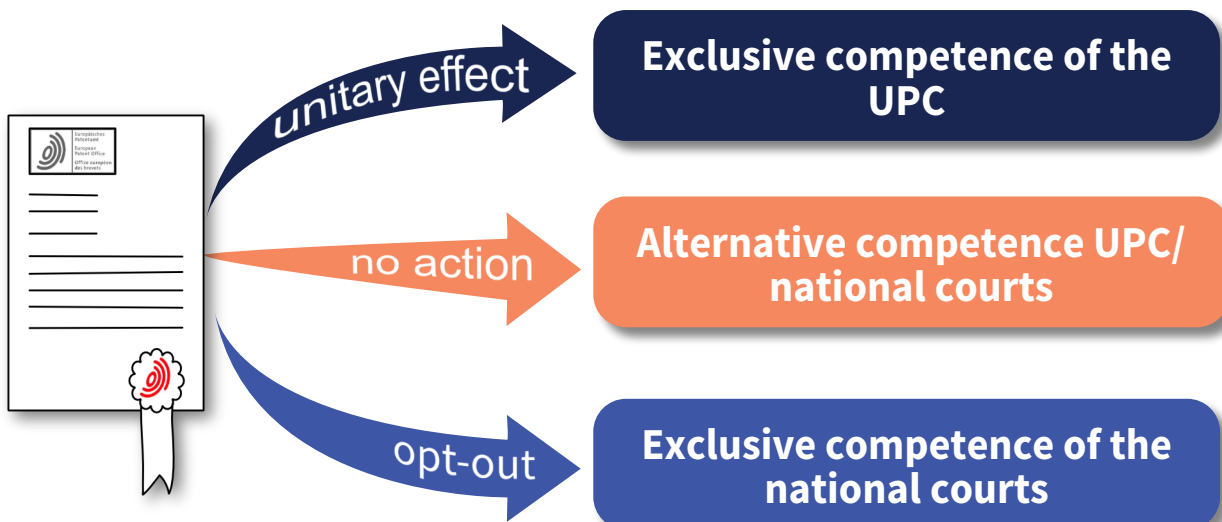 Europäisches
Patentamt
European
Patent Office
Office européen
des brevets
unitary effect
Exclusive competence of the
UPC
no action
Alternative competence UPC/
national courts
opt-out
Exclusive competence of the
national courts